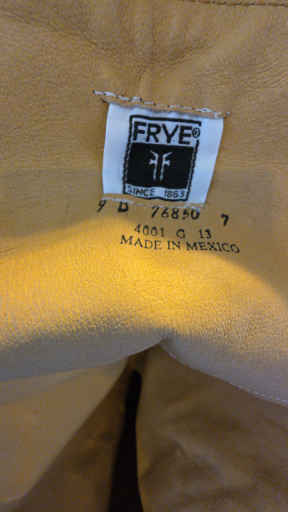 FRYE®
SINCE 1863
9 D 76850 7
4001 G 13
MADE IN MEXICO